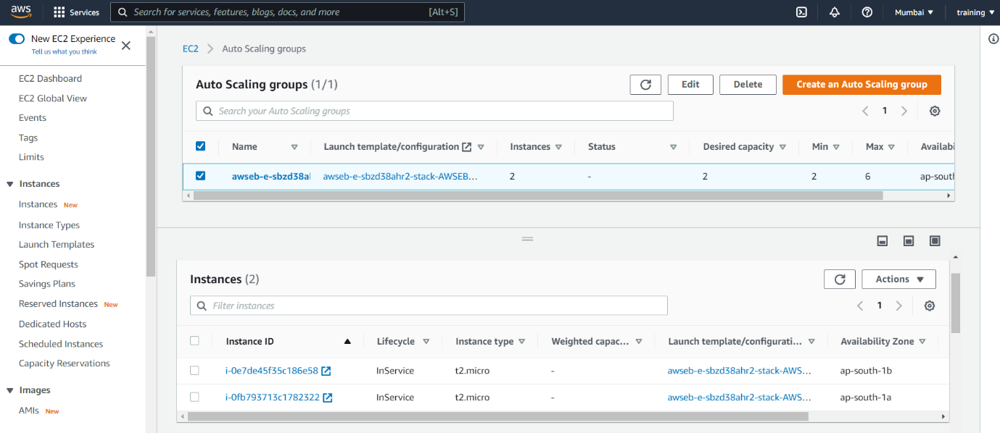 aws
Services
Search for services, features, blogs, docs, and more [Alt+S]
Mumbai ▼
training ▼
New EC2 Experience
Tell us what you think
EC2 Dashboard
EC2 Global View
Events
Tags
Limits
Instances
Instances New
Instance Types
Launch Templates
Spot Requests
Savings Plans
Reserved Instances New
Dedicated Hosts
Scheduled Instances
Capacity Reservations
Images
AMIs New
EC2 > Auto Scaling groups
Auto Scaling groups (1/1)
Edit
Delete
Create an Auto Scaling group
Search your Auto Scaling groups
1
Name Launch template/configuration Instances Status Desired capacity Min Max Availabi
awseb-e-sbzd38al awseb-e-sbzd38ahr2-stack-AWSEB... 2 - 2 2 6 ap-south
Instances (2)
Actions ▼
Filter instances
1
Instance ID Lifecycle Instance type Weighted capac... Launch template/configurati... Availability Zone
i-0e7de45f35c186e58 InService t2.micro - awseb-e-sbzd38ahr2-stack-AWS... ap-south-1b
i-0fb793713c1782322 InService t2.micro - awseb-e-sbzd38ahr2-stack-AWS... ap-south-1a